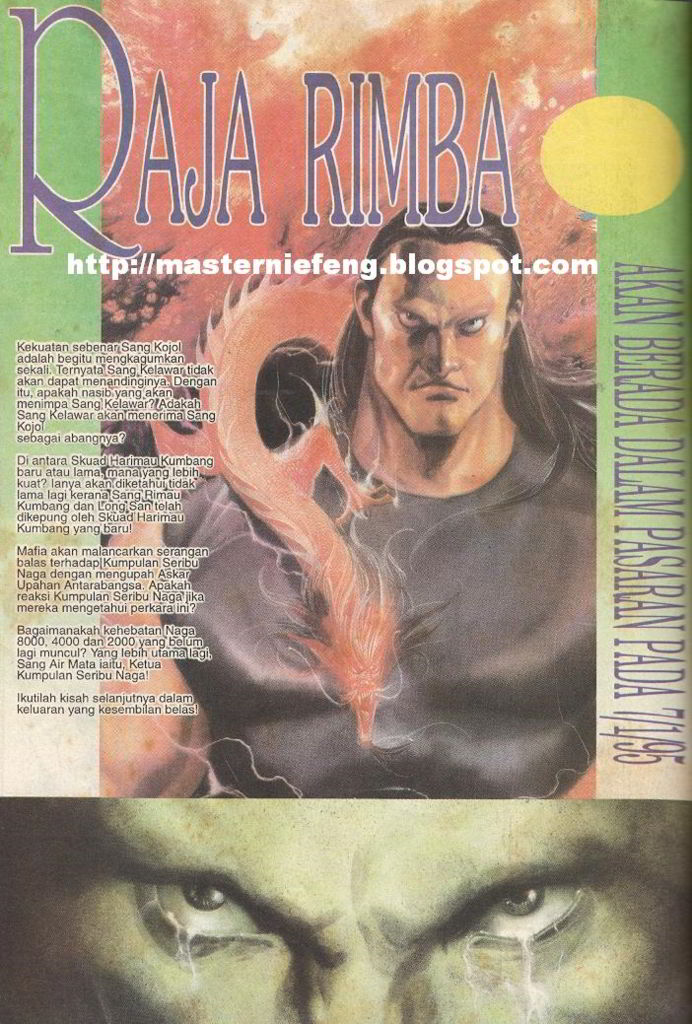 RAJA RIMBA
http://masterniefeng.blogspot.com
AKAN BERADA DALAM PASARAN PADA 7/1/95
Kekuatan sebenar Sang Kojol
adalah begitu mengkagumkan
sekali. Ternyata Sang Kelawar tidak
akan dapat menandinginya. Dengan
itu, apakah nasib yang akan
menimpa Sang Kelawar? Adakah
Sang Kelawar akan menerima Sang
Kojol
sebagai abangnya?
Di antara Skuad Harimau Kumbang
baru atau lama, mana yang lebih
kuat? Ianya akan diketahui tidak
lama lagi kerana Sang Rimau
Kumbang dan Long San telah
dikepung oleh Skuad Harimau
Kumbang yang baru!
Mafia akan malancarkan serangan
balas terhadap Kumpulan Seribu
Naga dengan mengupah Askar
Upahan Antarabangsa. Apakah
reaksi Kumpulan Seribu Naga jika
mereka mengetahui perkara ini?
Bagaimanakah kehebatan Naga
8000, 4000 dan 2000 yang belum
lagi muncul? Yang lebih utama lagi,
Sang Air Mata iaitu, Ketua
Kumpulan Seribu Naga!
Ikutilah kisah selanjutnya dalam
keluaran yang kesembilan belas!